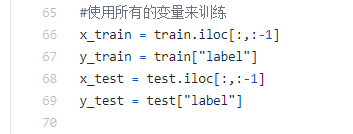 65 #使用所有的变量来训练
66 x_train = train.iloc[:,:-1]
67 y_train = train["label"]
68 x_test = test.iloc[:,:-1]
69 y_test = test["label"]
70